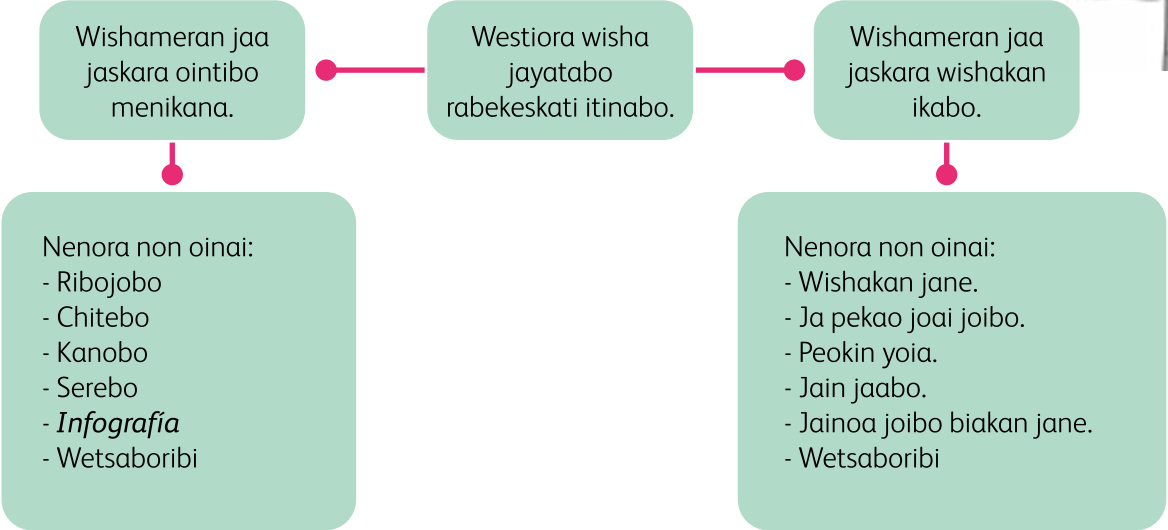 Wishameran jaa
jaskara ointibo
menikana.
Westiora wisha
jayatabo
rabekeskati itinabo.
Wishameran jaa
jaskara wishakan
ikabo.
Nenora non oinai:
- Ribojobo
- Chitebo
- Kanobo
- Serebo
- Infografía
- Wetsaboribi
Nenora non oinai:
- Wishakan jane.
- Ja pekao joai joibo.
- Peokin yoia.
- Jain jaabo.
- Jainoa joibo biakan jane.
- Wetsaboribi